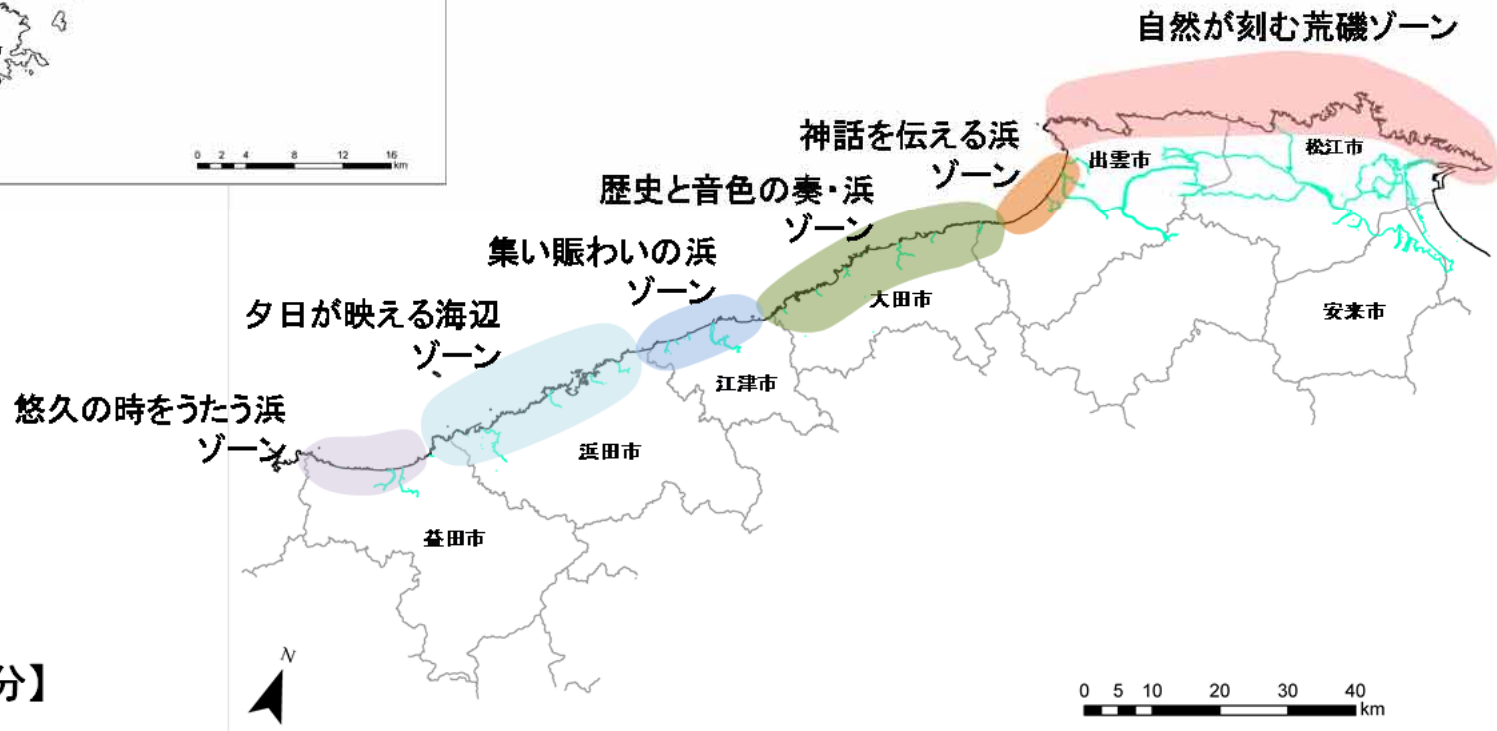 自然が刻む荒磯ゾーン
0 2 4 8 12 16
km
神話を伝える浜
ゾーン
出雲市
松江市
歴史と音色の奏・浜
ゾーン
集い賑わいの浜
ゾーン
大田市
安来市
夕日が映える海辺
ゾーン
江津市
悠久の時をうたう浜
ゾーン
浜田市
益田市
N
分】
0 5 10 20 30 40
km